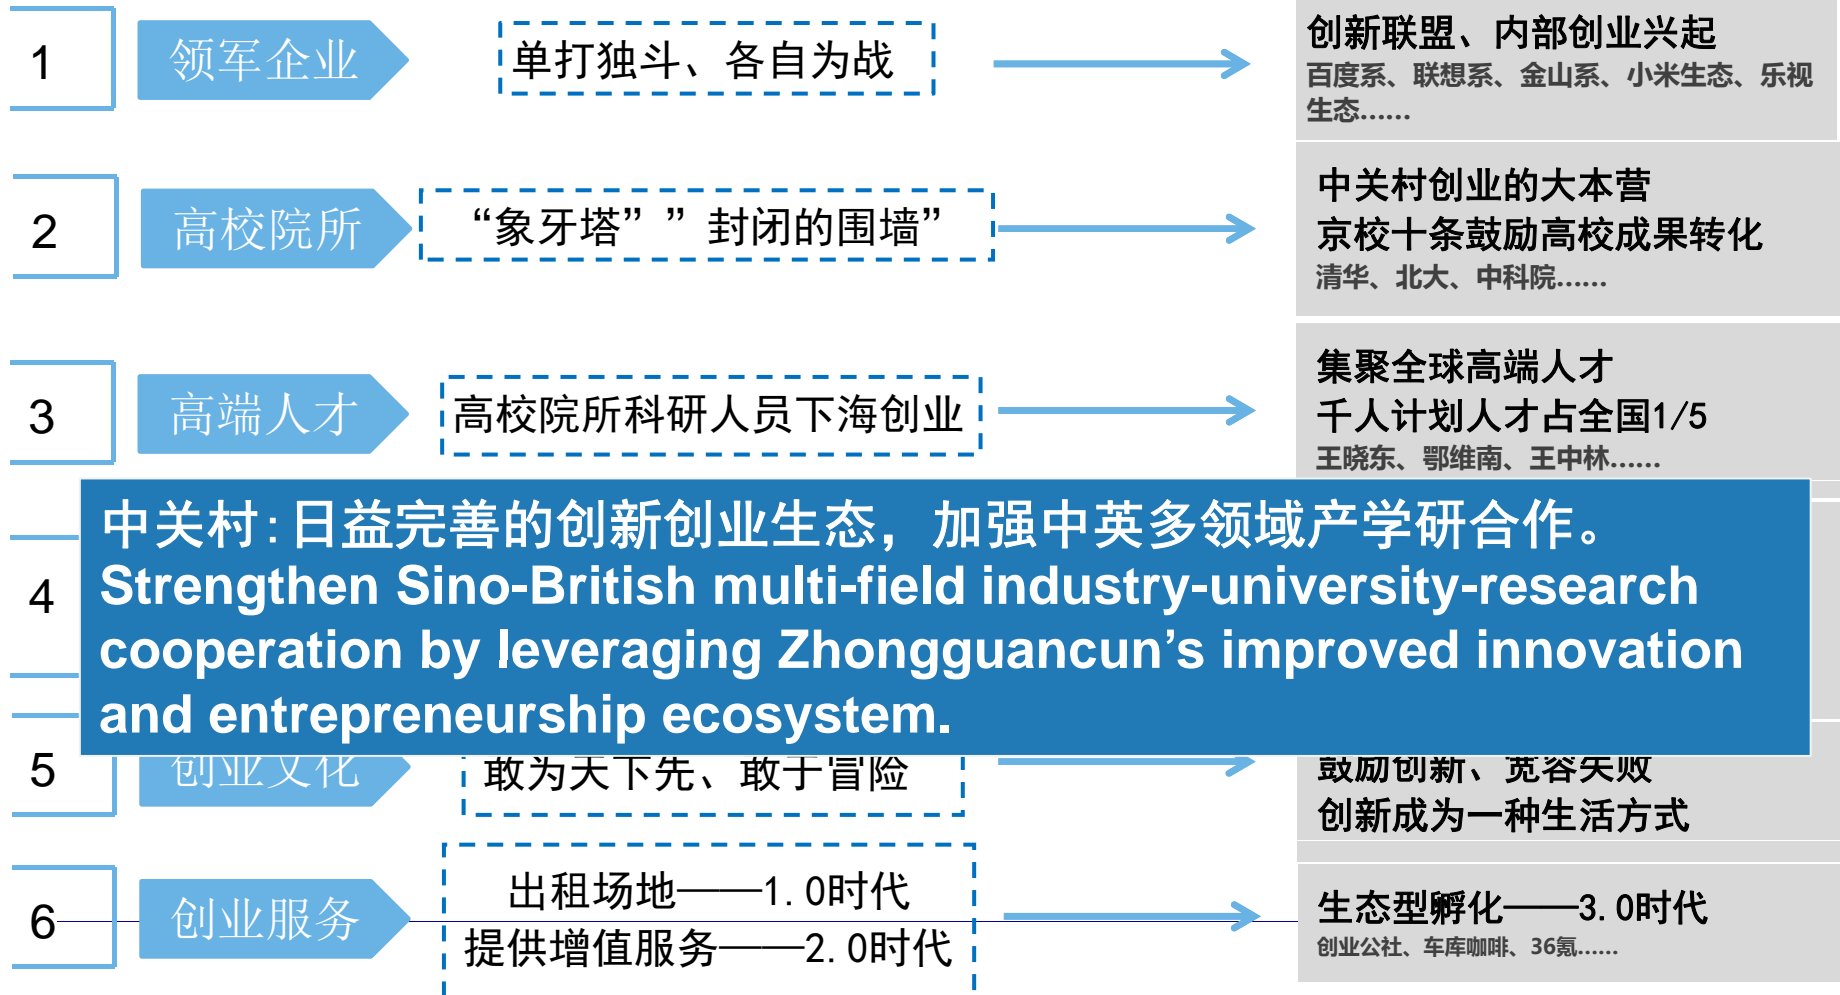 1
领军企业
单打独斗、各自为战
创新联盟、内部创业兴起
百度系、联想系、金山系、小米生态、乐视
生态……
2
高校院所
“象牙塔””封闭的围墙”
中关村创业的大本营
京校十条鼓励高校成果转化
清华、北大、中科院……
3
高端人才
高校院所科研人员下海创业
集聚全球高端人才
千人计划人才占全国1/5
王晓东、鄂维南、王中林……
4
中关村:日益完善的创新创业生态，加强中英多领域产学研合作。
Strengthen Sino-British multi-field industry-university-research
cooperation by leveraging Zhongguancun’s improved innovation
and entrepreneurship ecosystem.
5
创业文化
敢为天下先、敢于冒险
鼓励创新、宽容失败
创新成为一种生活方式
6
创业服务
出租场地——1.0时代
提供增值服务——2.0时代
生态型孵化——3.0时代
创业公社、车库咖啡、36氪……